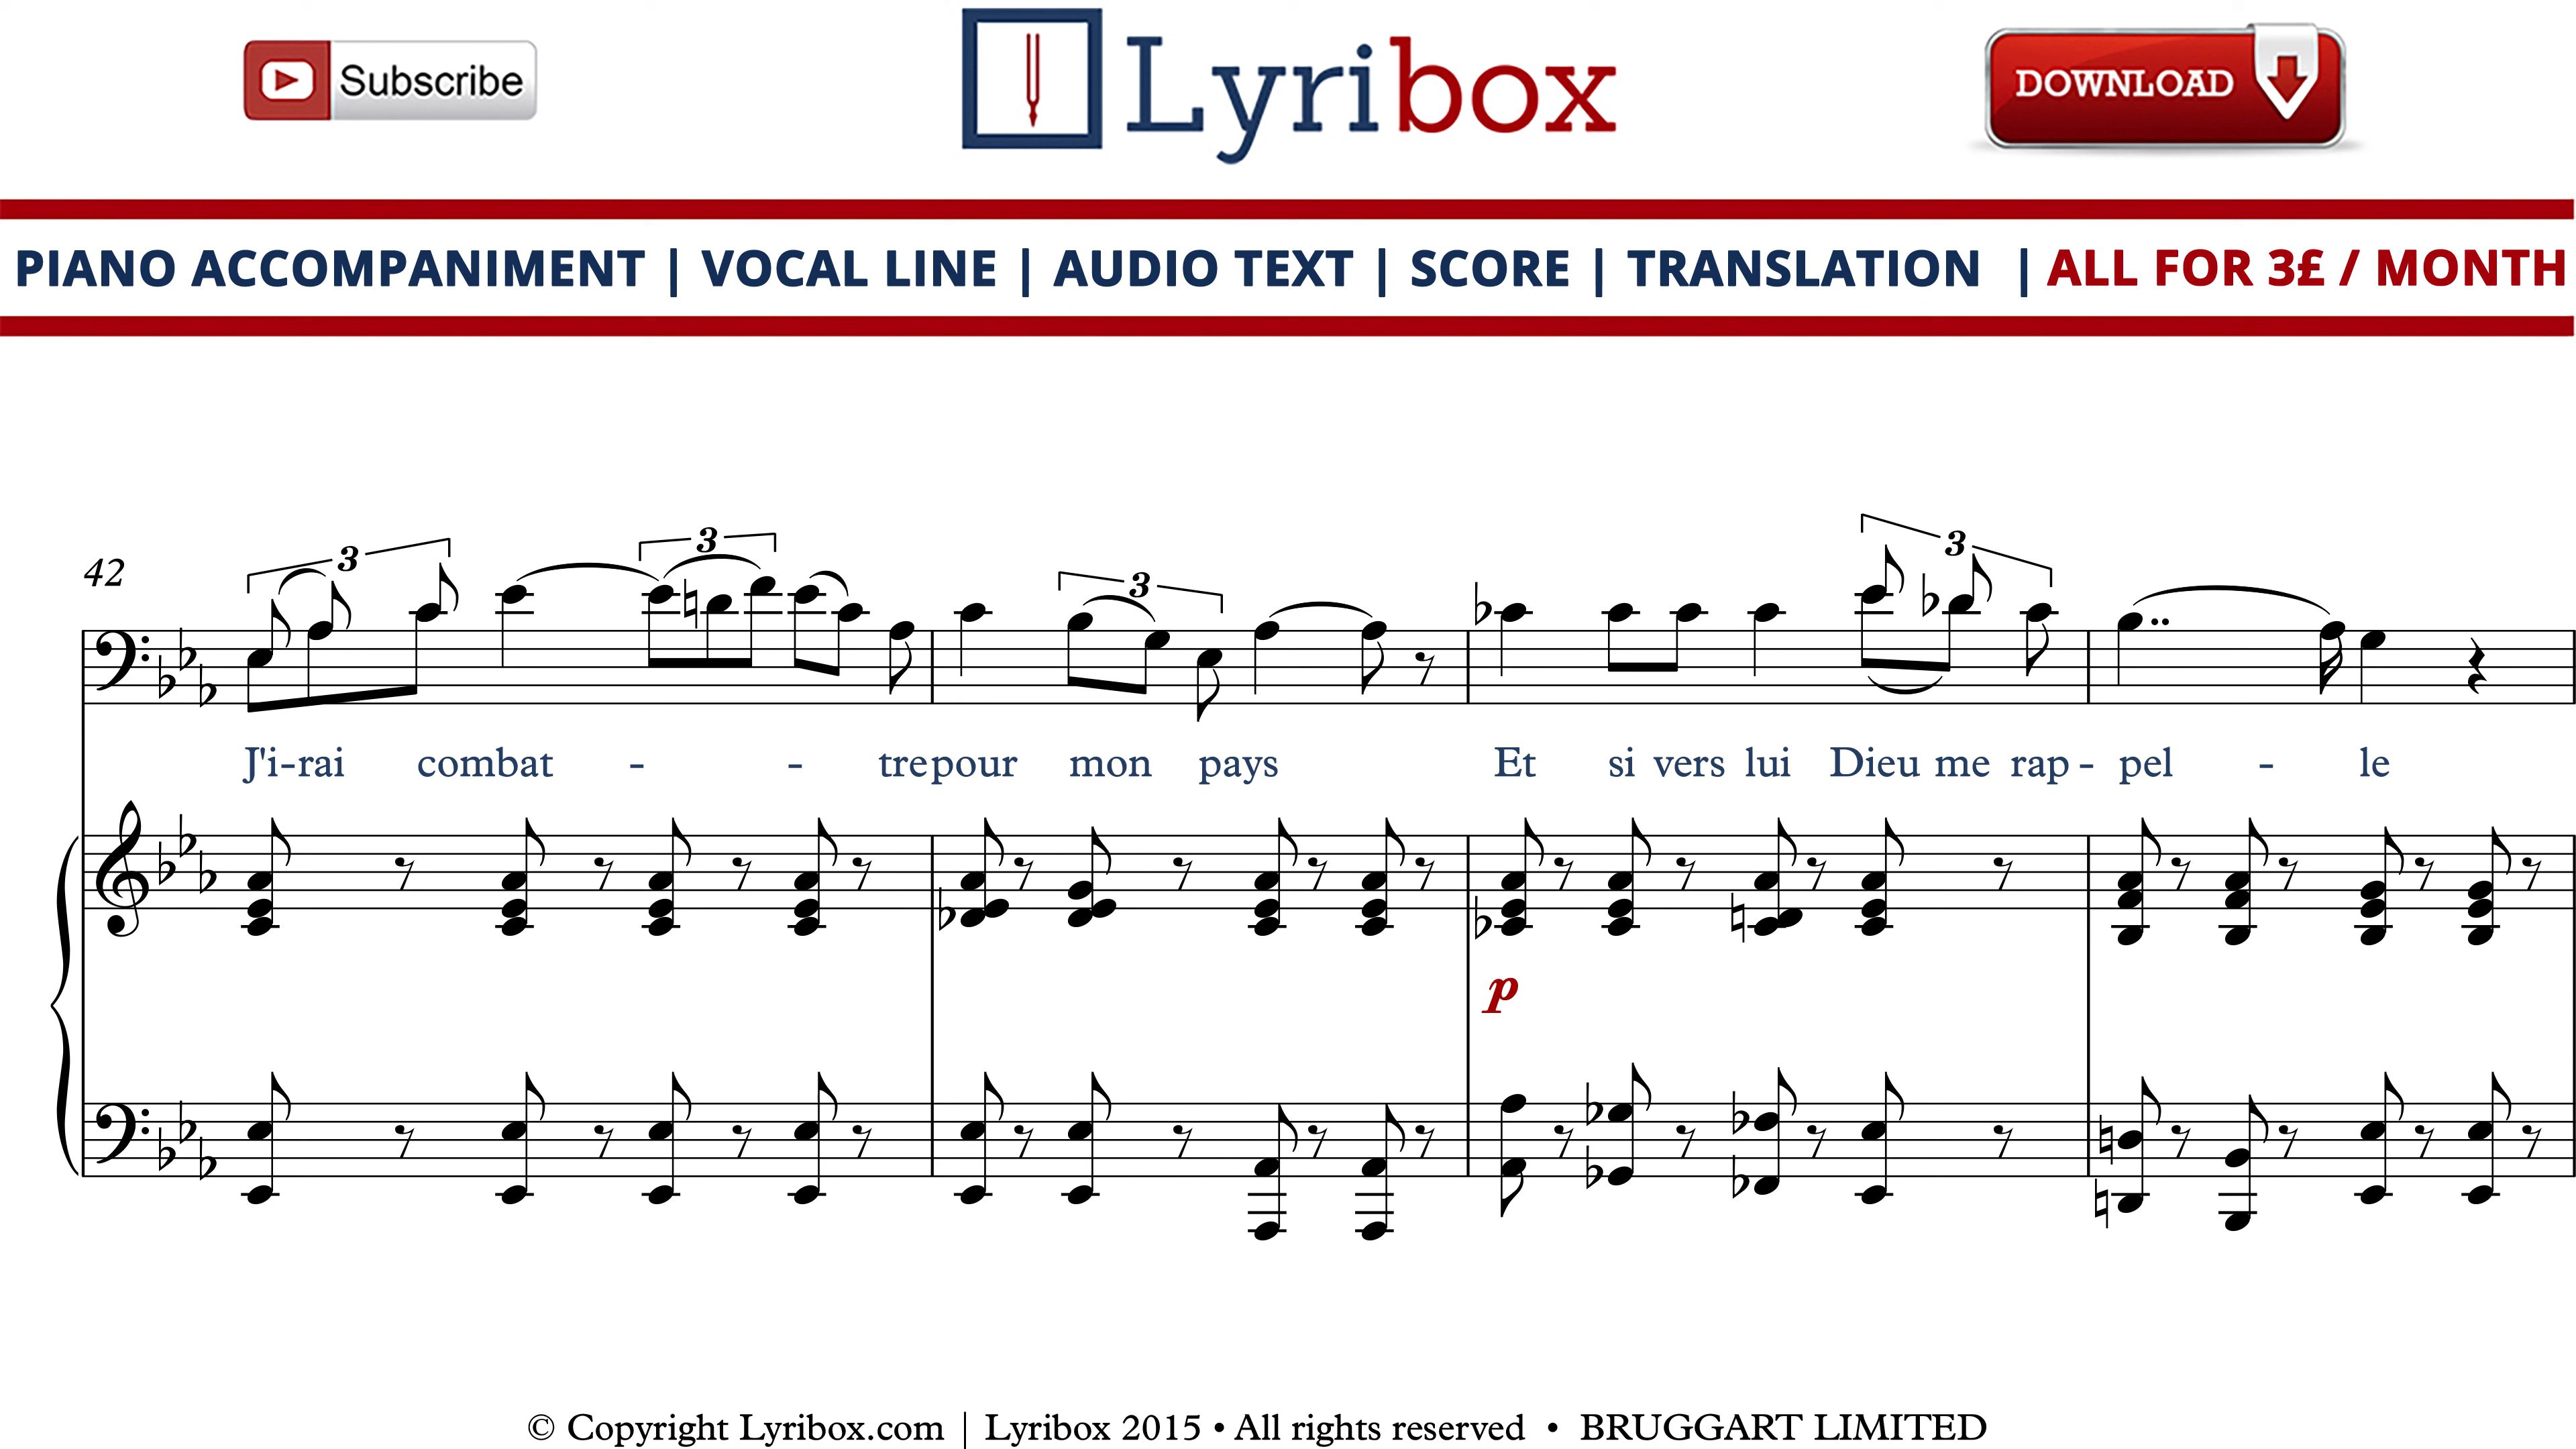 Subscribe
Lyribox
DOWNLOAD
PIANO ACCOMPANIMENT | VOCAL LINE | AUDIO TEXT | SCORE | TRANSLATION | ALL FOR 3£ / MONTH
3 3 3 3
42
J'i-rai combat - - trepour mon pays Et si vers lui Dieu me rap - pel - le
p
© Copyright Lyribox.com | Lyribox 2015 • All rights reserved • BRUGGART LIMITED